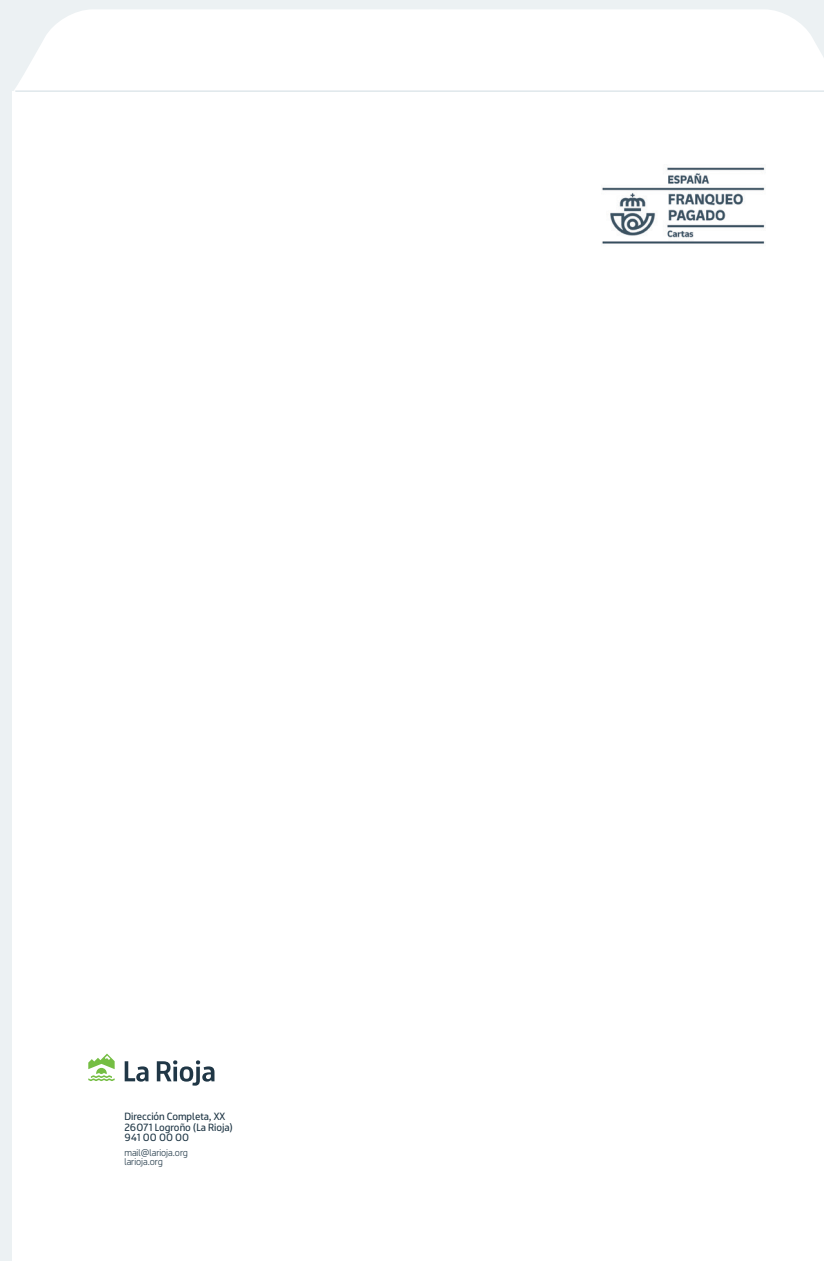 ESPAÑA
FRANQUEO
PAGADO
Cartas
La Rioja
Dirección Completa, XX
26071 Logroño (La Rioja)
941 00 00 00
mail@larioja.org
larioja.org